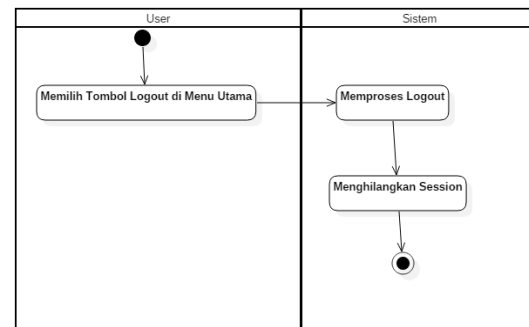 User
Sistem
Memilih Tombol Logout di Menu Utama
Memproses Logout
Menghilangkan Session